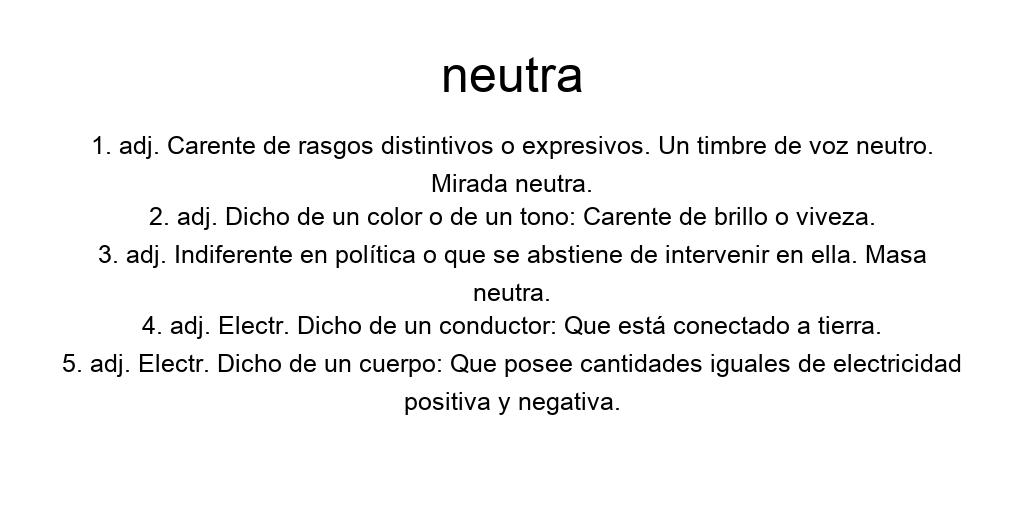 neutra
1. adj. Carente de rasgos distintivos o expresivos. Un timbre de voz neutro.
Mirada neutra.
2. adj. Dicho de un color o de un tono: Carente de brillo o viveza.
3. adj. Indiferente en política o que se abstiene de intervenir en ella. Masa
neutra.
4. adj. Electr. Dicho de un conductor: Que está conectado a tierra.
5. adj. Electr. Dicho de un cuerpo: Que posee cantidades iguales de electricidad
positiva y negativa.